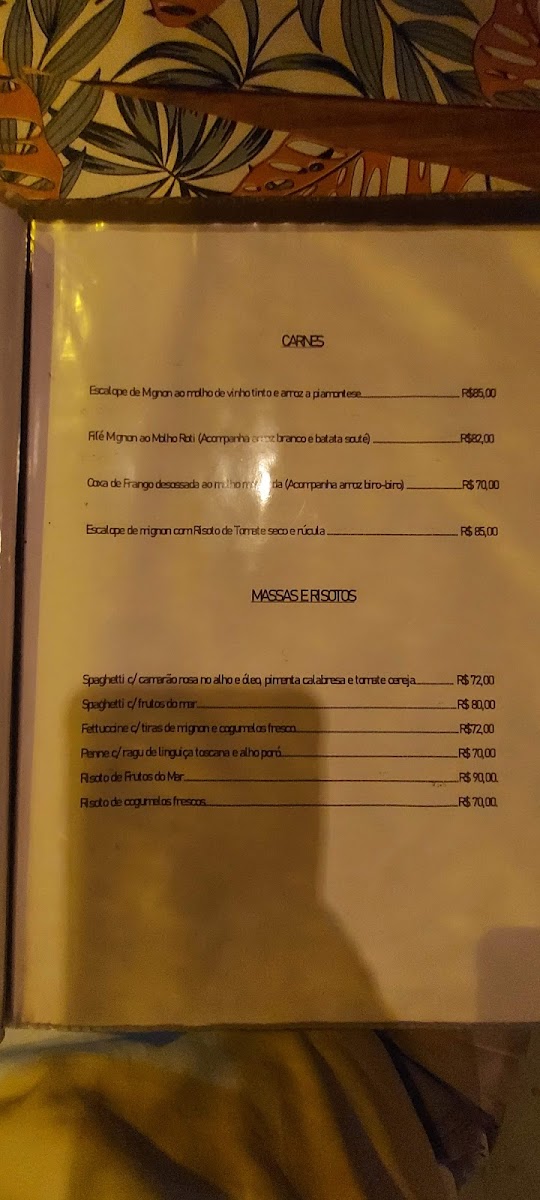 CARNES
Escalope de Mignon ao molho de vinho tinto e arroz a piamontese R$85,00
Filé Mignon ao Molho Roti (Acompanha arroz branco e batata sauté) R$82,00
Coxa de Frango desossada ao molho (Acompanha arroz biro-biro) R$ 70,00
Escalope de mignon com Risoto de Tomate seco e rúcula R$ 85,00
MASSAS E RISOTOS
Spaghetti c/ camarão rosa no alho e óleo, pimenta calabresa e tomate cereja R$ 72,00
Spaghetti c/ frutos do mar R$ 80,00
Fettuccine c/ tiras de mignon e cogumelos fresco R$72,00
Penne c/ ragu de linguiça toscana e alho poró R$ 70,00
Risoto de Frutos do Mar R$ 90,00.
Risoto de cogumelos frescos R$ 70,00.